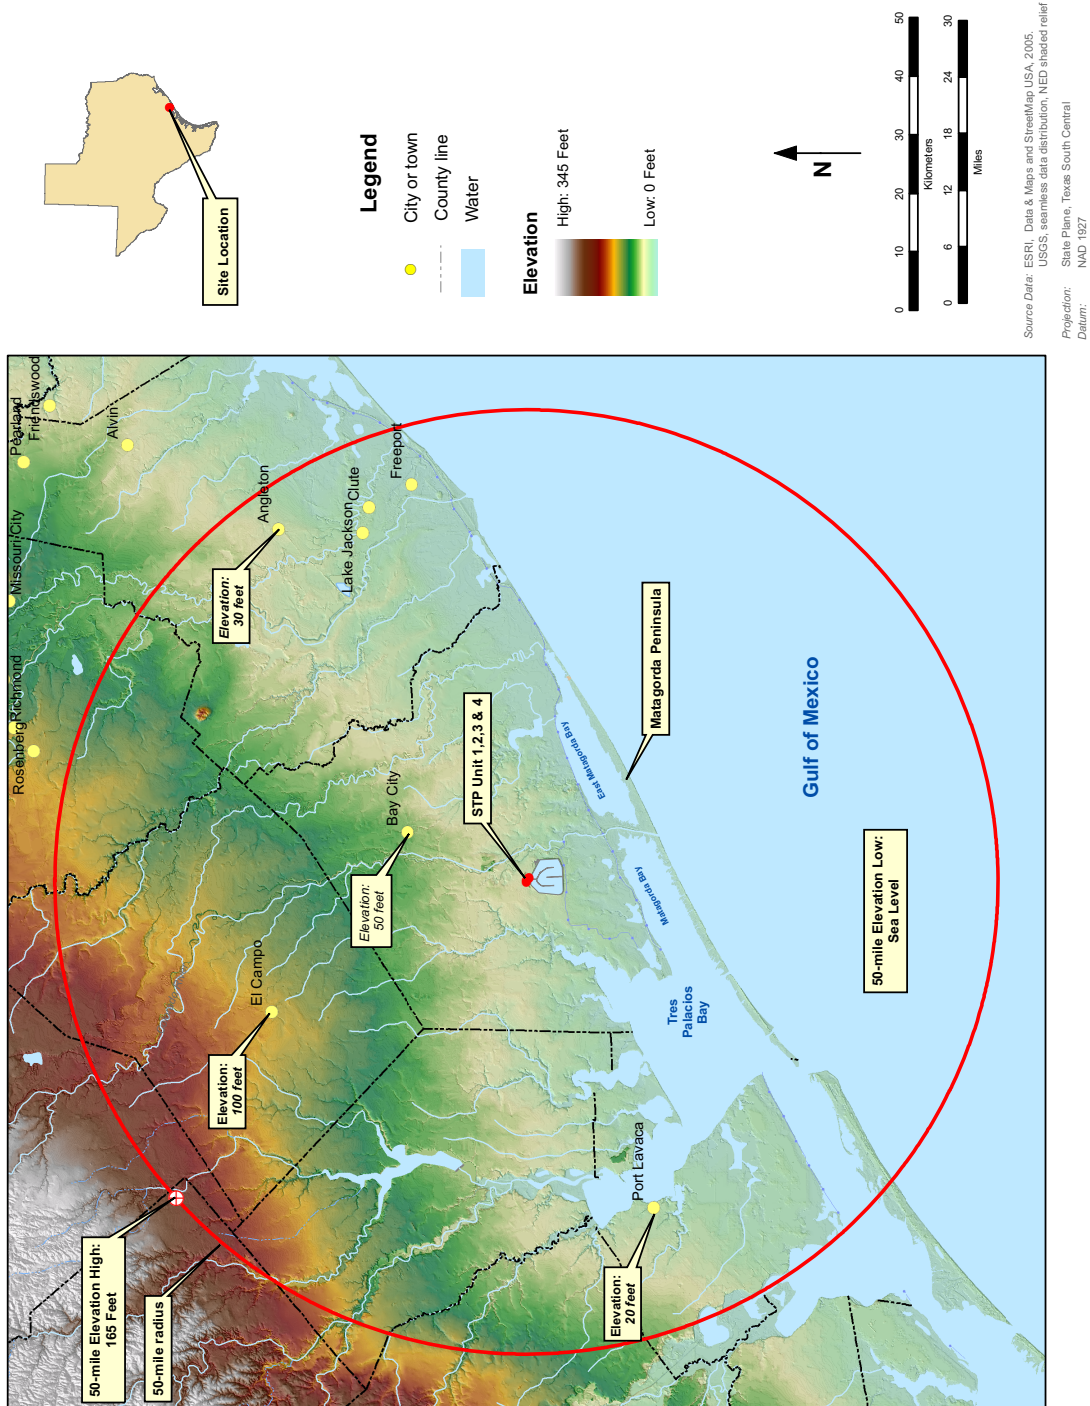 Pearland
Friendswood
Alvin
Missouri City
Richmond
Rosenberg
Angleton
Elevation:
30 feet
Lake Jackson
Clute
Freeport
Bay City
Elevation:
50 feet
STP Unit 1,2,3 & 4
El Campo
Elevation:
100 feet
50-mile Elevation High:
165 Feet
50-mile radius
Port Lavaca
Elevation:
20 feet
East Matagorda Bay
Matagorda Bay
Matagorda Peninsula
Tres
Palacios
Bay
Gulf of Mexico
50-mile Elevation Low:
Sea Level
Site Location
Legend
City or town
County line
Water
Elevation
High: 345 Feet
Low: 0 Feet
N
0 10 20 30 40 50
Kilometers
0 6 12 18 24 30
Miles
Source Data: ESRI, Data & Maps and StreetMap USA, 2005.
USGS, seamless data distribution, NED shaded relief
Projection: State Plane, Texas South Central
Datum: NAD 1927